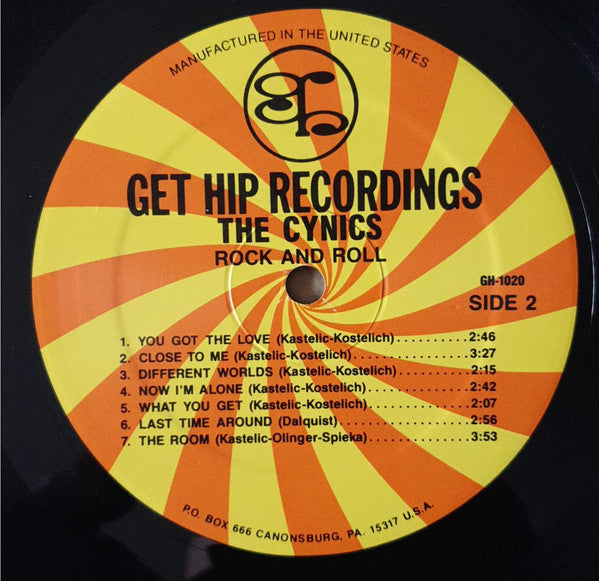 MANUFACTURED IN THE UNITED STATES
GET HIP RECORDINGS
THE CYNICS
ROCK AND ROLL
GH-1020
SIDE 2
1. YOU GOT THE LOVE (Kastelic-Kostelich)..........2:46
2. CLOSE TO ME (Kastelic-Kostelich)................3:27
3. DIFFERENT WORLDS (Kastelic-Kostelich)..........2:15
4. NOW I'M ALONE (Kastelic-Kostelich)..............2:42
5. WHAT YOU GET (Kastelic-Kostelich)..............2:07
6. LAST TIME AROUND (Dalquist).....................2:56
7. THE ROOM (Kastelic-Olinger-Spieka)..............3:53
P.O. BOX 666 CANONSBURG, PA. 15317 U.S.A.